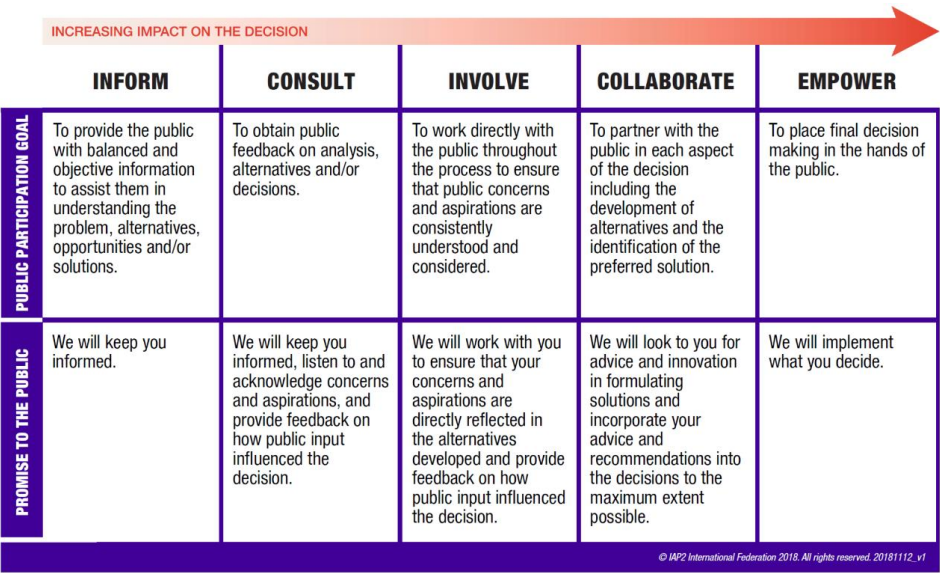 INCREASING IMPACT ON THE DECISION
INFORM
CONSULT
INVOLVE
COLLABORATE
EMPOWER
PUBLIC PARTICIPATION GOAL
To provide the public
with balanced and
objective information
to assist them in
understanding the
problem, alternatives,
opportunities and/or
solutions.
To obtain public
feedback on analysis,
alternatives and/or
decisions.
To work directly with
the public throughout
the process to ensure
that public concerns
and aspirations are
consistently
understood and
considered.
To partner with the
public in each aspect
of the decision
including the
development of
alternatives and the
identification of the
preferred solution.
To place final decision
making in the hands of
the public.
PROMISE TO THE PUBLIC
We will keep you
informed.
We will keep you
informed, listen to and
acknowledge concerns
and aspirations, and
provide feedback on
how public input
influenced the
decision.
We will work with you
to ensure that your
concerns and
aspirations are
directly reflected in
the alternatives
developed and provide
feedback on how
public input influenced
the decision.
We will look to you for
advice and innovation
in formulating
solutions and
incorporate your
advice and
recommendations into
the decisions to the
maximum extent
possible.
We will implement
what you decide.
© IAP2 International Federation 2018. All rights reserved. 20181112_v1